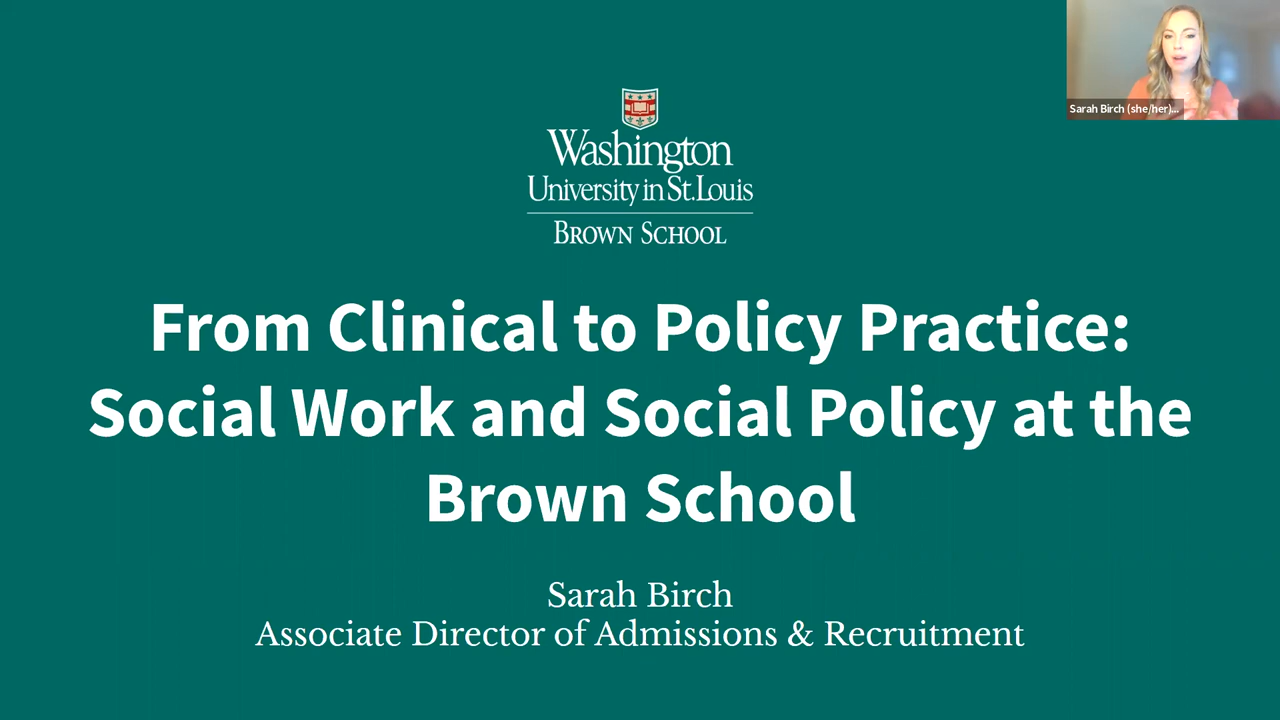 Sarah Birch (she/her)...
Washington
University in St. Louis
BROWN SCHOOL
From Clinical to Policy Practice:
Social Work and Social Policy at the
Brown School
Sarah Birch
Associate Director of Admissions & Recruitment